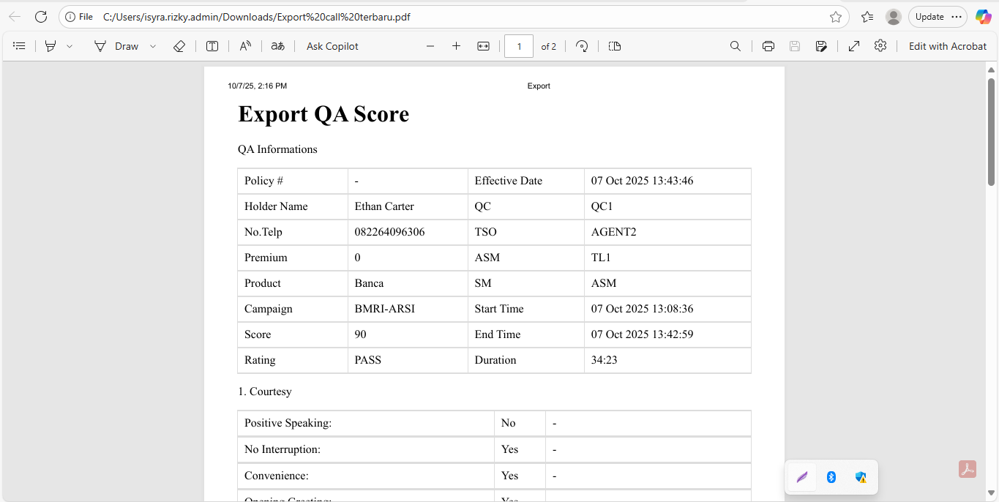 File C:/Users/isyra.rizky.admin/Downloads/Export%20call%20terbaru.pdf Update
Draw Ask Copilot 1 of 2 Edit with Acrobat
10/7/25, 2:16 PM Export
Export QA Score
QA Informations
Policy # - Effective Date 07 Oct 2025 13:43:46
Holder Name Ethan Carter QC QC1
No.Telp 082264096306 TSO AGENT2
Premium 0 ASM TL1
Product Banca SM ASM
Campaign BMRI-ARSI Start Time 07 Oct 2025 13:08:36
Score 90 End Time 07 Oct 2025 13:42:59
Rating PASS Duration 34:23
1. Courtesy
Positive Speaking: No -
No Interruption: Yes -
Convenience: Yes -
Opening Greeting: Yes